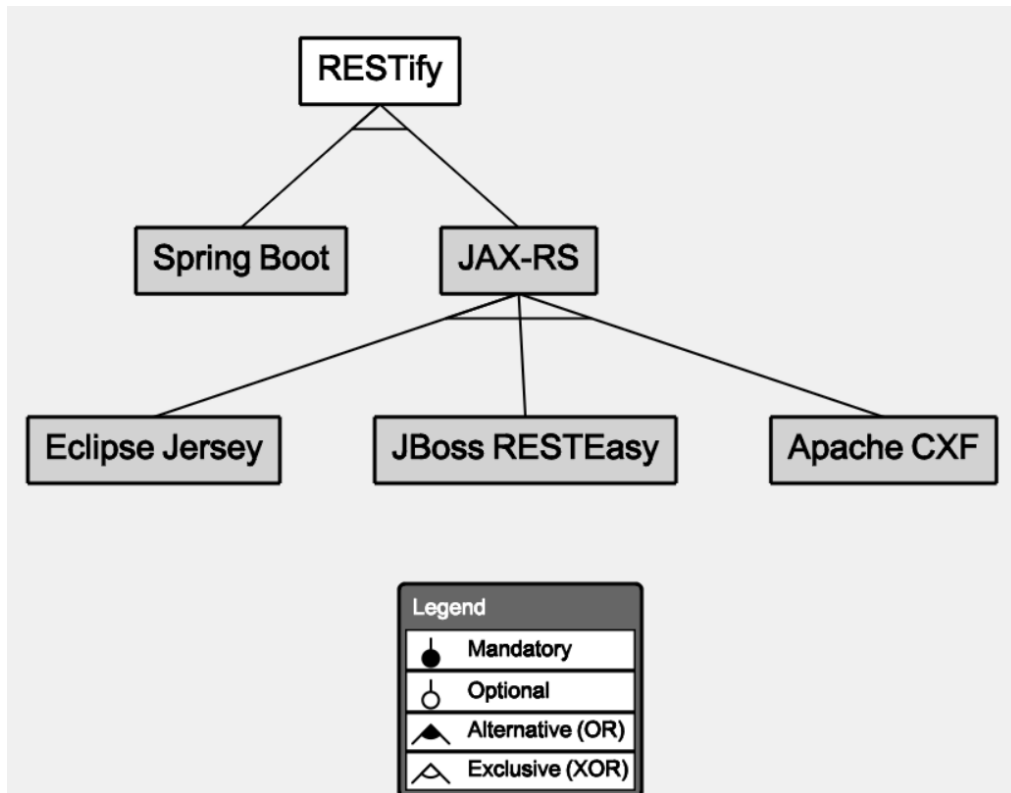 RESTify
Spring Boot
JAX-RS
Eclipse Jersey
JBoss RESTEasy
Apache CXF
Legend
Mandatory
Optional
Alternative (OR)
Exclusive (XOR)